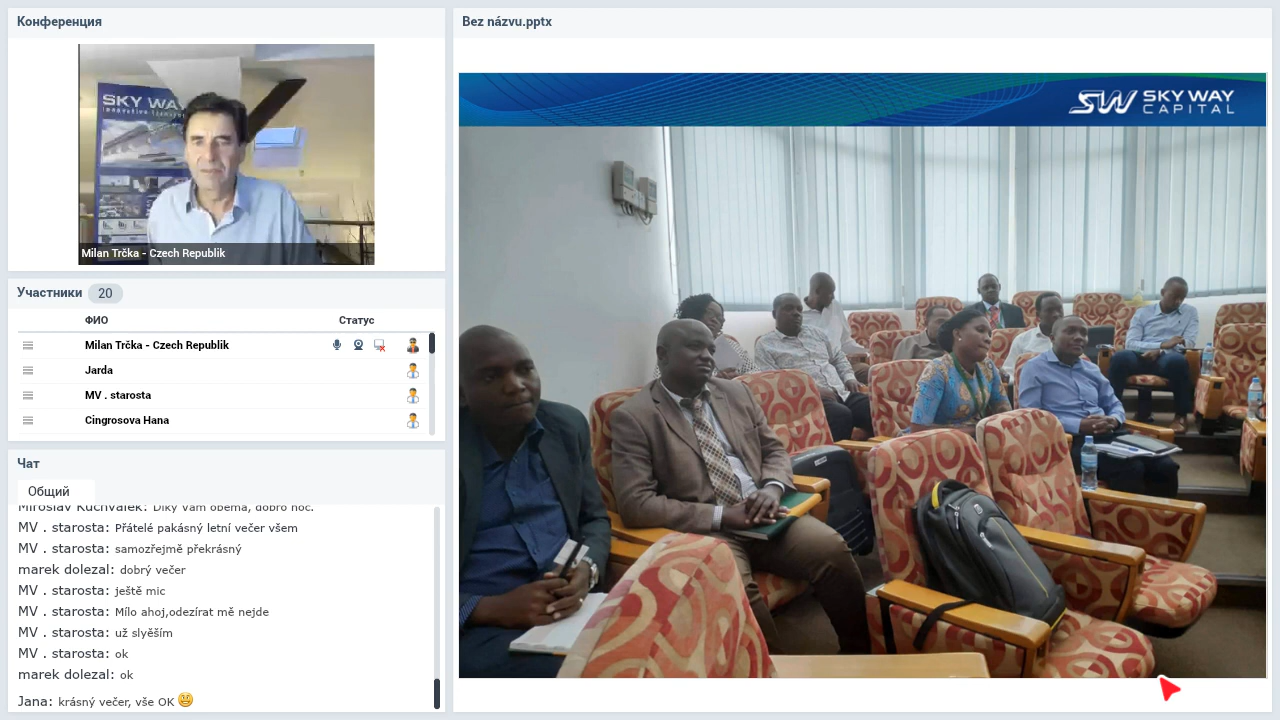 Конференция
SKY WA
Milan Trčka - Czech Republik
Участники 20
ФИО Статус
Milan Trčka - Czech Republik
Jarda
MV . starosta
Cingrosova Hana
Чат
Общий
Miroslav Kuchválek: Díky Vám oběma, dobro noc.
MV . starosta: Přátelé pakásný letní večer všem
MV . starosta: samozřejmě překrásný
marek dolezal: dobrý večer
MV . starosta: ještě mic
MV . starosta: Mílo ahoj,odezírat mě nejde
MV . starosta: už slyěším
MV . starosta: ok
marek dolezal: ok
Jana: krásný večer, vše OK
Bez názvu.pptx
SW SKY WAY
CAPITAL